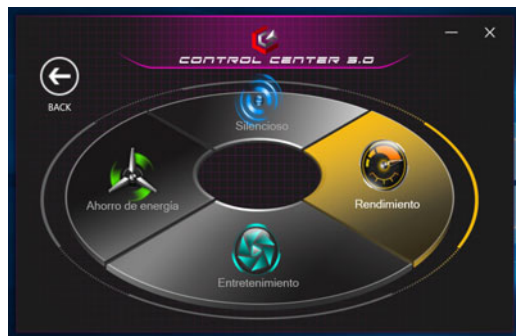 CONTROL CENTER 3.0
BACK
Silencioso
Ahorro de energía
Rendimiento
Entretenimiento